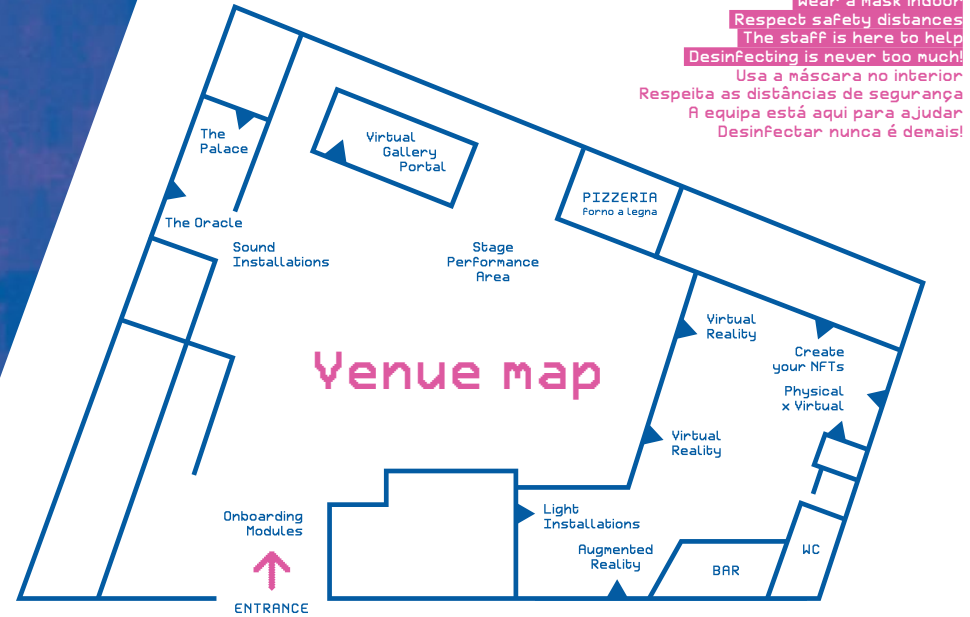 Wear a mask indoor
Respect safety distances
The staff is here to help
Desinfecting is never too much!
Usa a máscara no interior
Respeita as distâncias de segurança
A equipa está aqui para ajudar
Desinfectar nunca é demais!
The
Palace
Virtual
Gallery
Portal
The Oracle
Sound
Installations
Stage
Performance
Area
PIZZERIA
forno a legna
Virtual
Reality
Create
your NFTs
Physical
x Virtual
Venue map
Virtual
Reality
Onboarding
Modules
Light
Installations
Augmented
Reality
BAR
WC
ENTRANCE